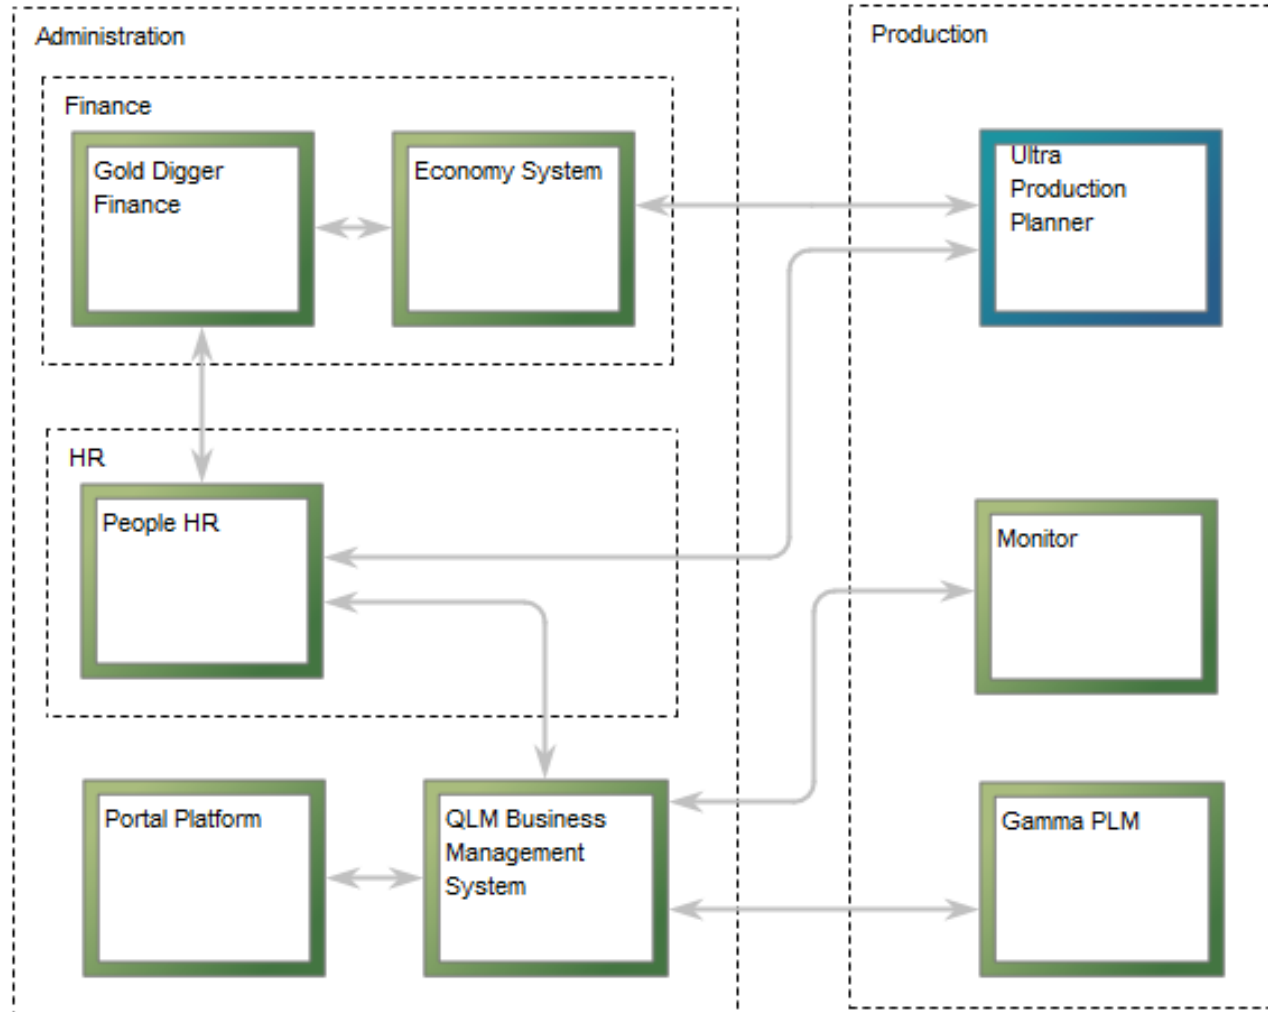 Administration
Production
Finance
Gold Digger
Finance
Economy System
Ultra
Production
Planner
HR
People HR
Monitor
Portal Platform
QLM Business
Management
System
Gamma PLM